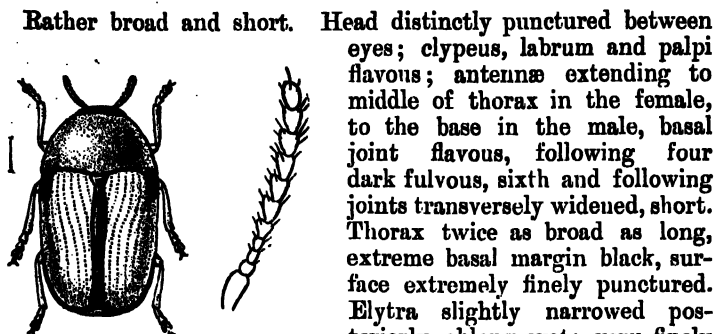 Rather broad and short. Head distinctly punctured between
eyes; clypeus, labrum and palpi
flavous; antennæ extending to
middle of thorax in the female,
to the base in the male, basal
joint flavous, following four
dark fulvous, sixth and following
joints transversely widened, short.
Thorax twice as broad as long,
extreme basal margin black, sur-
face extremely finely punctured.
Elytra slightly narrowed pos-